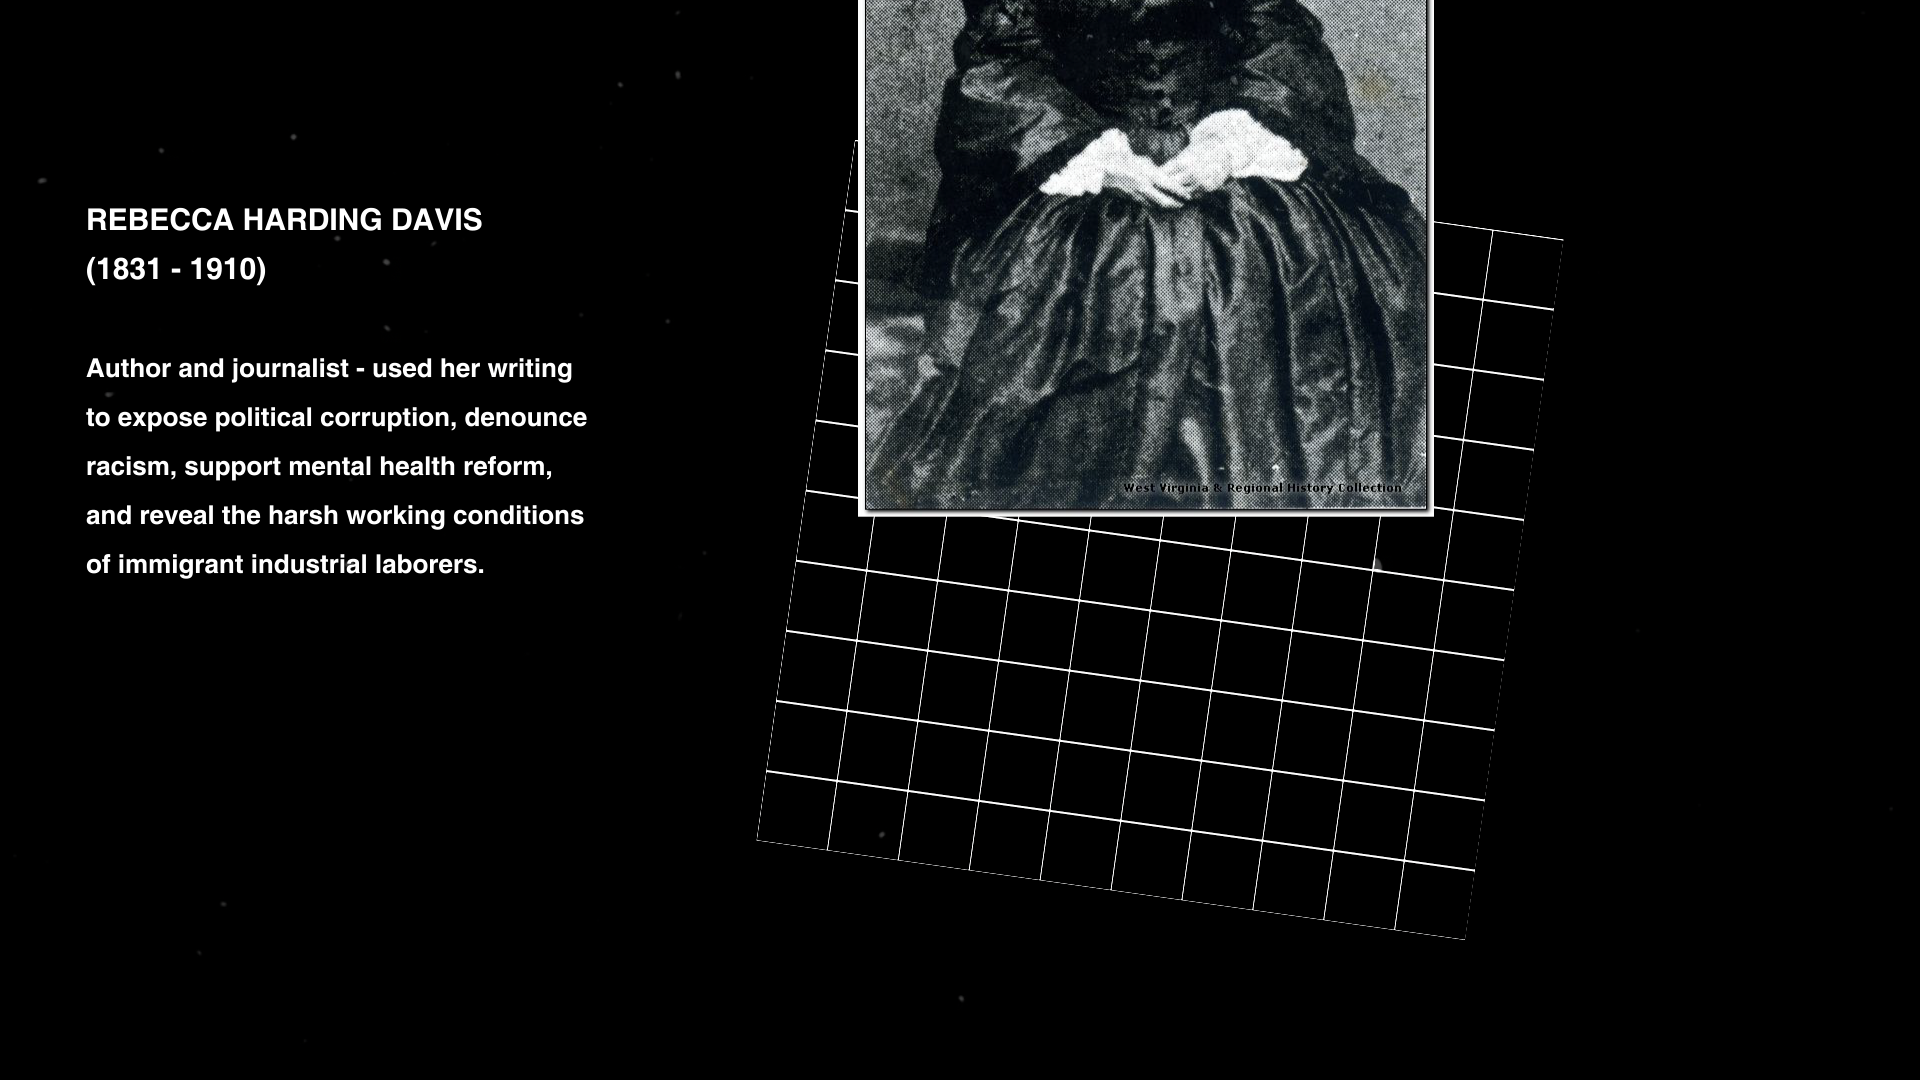 REBECCA HARDING DAVIS
(1831 - 1910)
Author and journalist - used her writing
to expose political corruption, denounce
racism, support mental health reform,
and reveal the harsh working conditions
of immigrant industrial laborers.
West Virginia & Regional History Collection